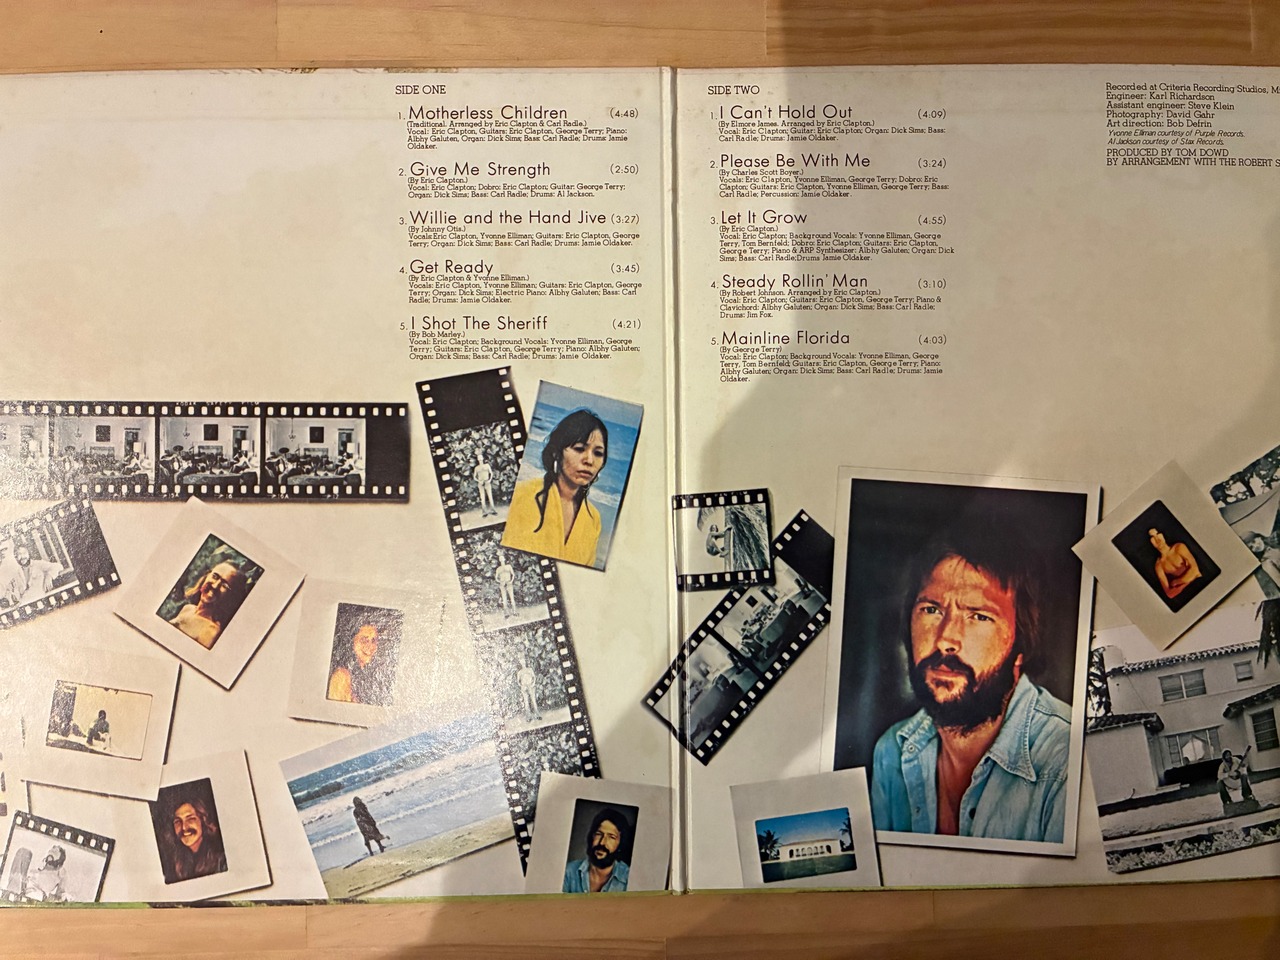 SIDE ONE
1. Motherless Children (4:48)
(Traditional. Arranged by Eric Clapton & Carl Radle.)
Vocal: Eric Clapton, Guitars: Eric Clapton, George Terry; Piano:
Albhy Galuten, Organ: Dick Sims; Bass: Carl Radle; Drums: Jamie
Oldaker.
2. Give Me Strength (2:50)
(By Eric Clapton.)
Vocal: Eric Clapton; Dobro: Eric Clapton; Guitar: George Terry;
Organ: Dick Sims; Bass: Carl Radle; Drums: Al Jackson.
3. Willie and the Hand Jive (3:27)
(By Johnny Otis.)
Vocals: Eric Clapton, Yvonne Elliman; Guitars: Eric Clapton, George
Terry; Organ: Dick Sims; Bass: Carl Radle; Drums: Jamie Oldaker.
4. Get Ready (3:45)
(By Eric Clapton & Yvonne Elliman.)
Vocals: Eric Clapton, Yvonne Elliman; Guitars: Eric Clapton, George
Terry; Organ: Dick Sims; Electric Piano: Albhy Galuten; Bass: Carl
Radle; Drums: Jamie Oldaker.
5. I Shot The Sheriff (4:21)
(By Bob Marley.)
Vocal: Eric Clapton; Background Vocals: Yvonne Elliman, George
Terry; Guitars: Eric Clapton, George Terry; Piano: Albhy Galuten;
Organ: Dick Sims; Bass: Carl Radle; Drums: Jamie Oldaker.
SIDE TWO
1. I Can't Hold Out (4:09)
(By Elmore James. Arranged by Eric Clapton.)
Vocal: Eric Clapton; Guitar: Eric Clapton; Organ: Dick Sims; Bass:
Carl Radle; Drums: Jamie Oldaker.
2. Please Be With Me (3:24)
(By Charles Scott Boyer.)
Vocals: Eric Clapton, Yvonne Elliman, George Terry; Dobro: Eric
Clapton; Guitars: Eric Clapton, Yvonne Elliman, George Terry; Bass:
Carl Radle; Percussion: Jamie Oldaker.
3. Let It Grow (4:55)
(By Eric Clapton.)
Vocal: Eric Clapton; Background Vocals: Yvonne Elliman, George
Terry, Tom Bernfeld; Dobro: Eric Clapton; Guitars: Eric Clapton,
George Terry; Piano & ARP Synthesizer: Albhy Galuten; Organ: Dick
Sims; Bass: Carl Radle; Drums Jamie Oldaker.
4. Steady Rollin' Man (3:10)
(By Robert Johnson. Arranged by Eric Clapton.)
Vocal: Eric Clapton; Guitars: Eric Clapton, George Terry; Piano &
Clavichord: Albhy Galuten; Organ: Dick Sims; Bass: Carl Radle;
Drums: Jim Fox.
5. Mainline Florida (4:03)
(By George Terry)
Vocal: Eric Clapton; Background Vocals: Yvonne Elliman, George
Terry, Tom Bernfeld; Guitars: Eric Clapton, George Terry; Piano:
Albhy Galuten; Organ: Dick Sims; Bass: Carl Radle; Drums: Jamie
Oldaker.
Recorded at Criteria Recording Studios, M
Engineer: Karl Richardson
Assistant engineer: Steve Klein
Photography: David Gahr
Art direction: Bob Defrin
Yvonne Elliman courtesy of Purple Records.
Al Jackson courtesy of Stax Records.
PRODUCED BY TOM DOWD
BY ARRANGEMENT WITH THE ROBERT S